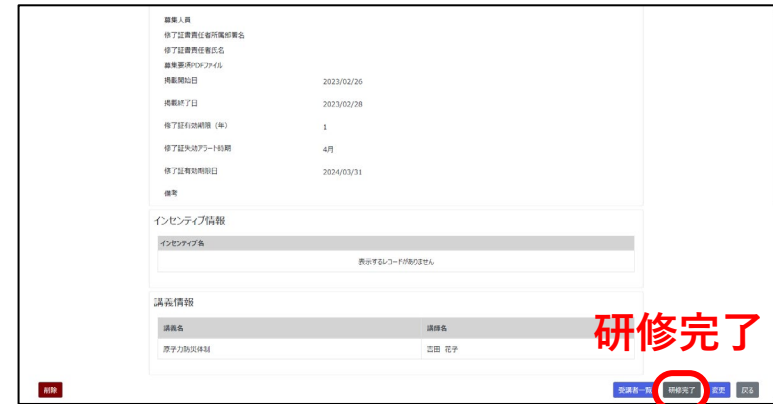 募集人員
修了証書責任者所属部署名
修了証書責任者氏名
募集要項PDFファイル
掲載開始日 2023/02/26
掲載終了日 2023/02/28
修了証有効期限（年） 1
修了証失効アラート時期 4月
修了証有効期限日 2024/03/31
備考
インセンティブ情報
インセンティブ名
表示するレコードがありません
講義情報
講義名 講師名
原子力防災体制 吉田 花子
研修完了
削除 受講者一覧 研修完了 変更 戻る